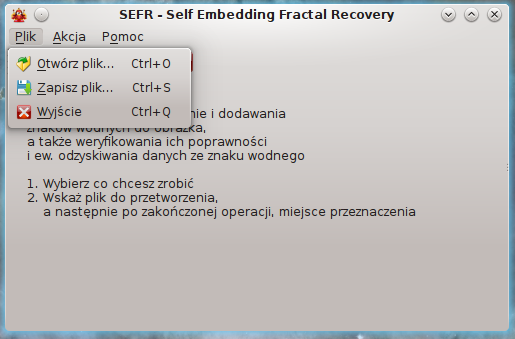 SEFR - Self Embedding Fractal Recovery
Plik Akcja Pomoc
Otwórz plik... Ctrl+O
Zapisz plik... Ctrl+S
Wyjście Ctrl+Q
i dodawania
znaków wodnych do obrazka,
a także weryfikowania ich poprawności
i ew. odzyskiwania danych ze znaku wodnego
1. Wybierz co chcesz zrobić
2. Wskaż plik do przetworzenia,
a następnie po zakończonej operacji, miejsce przeznaczenia